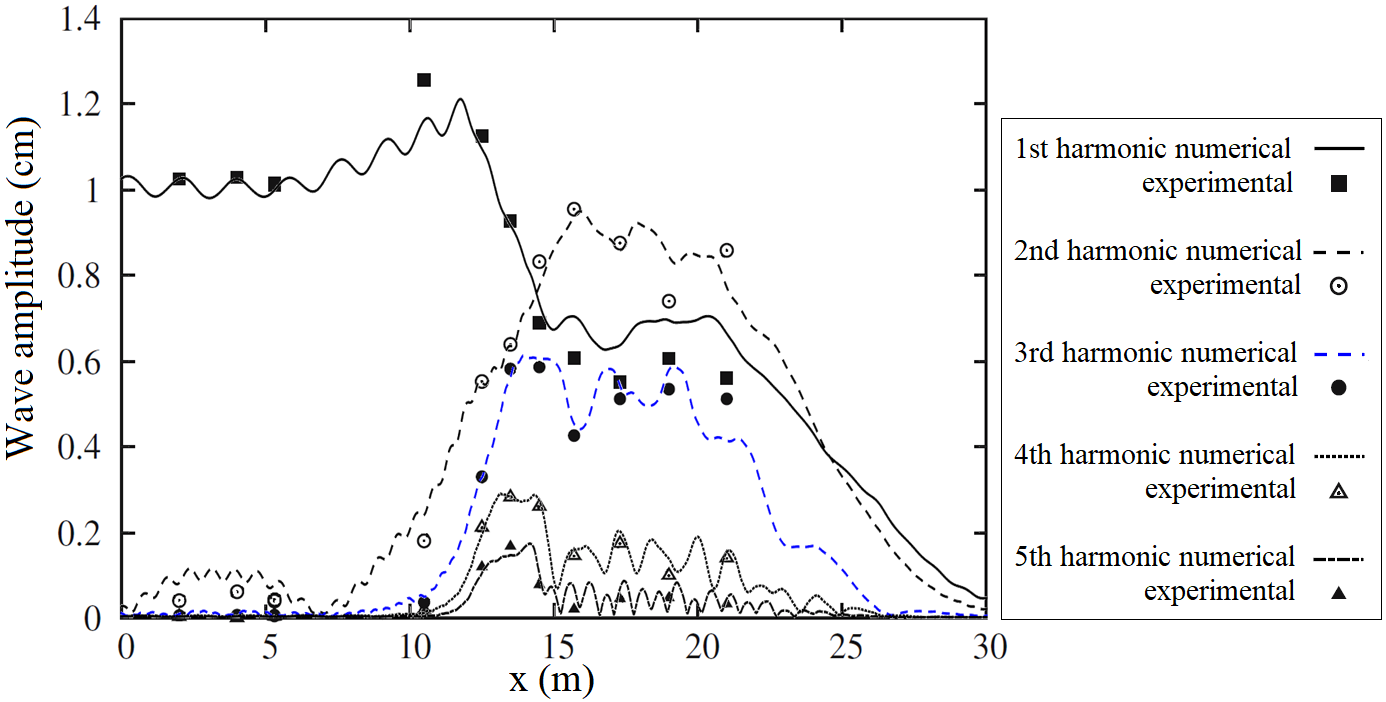 1.4
1.2
1
0.8
0.6
0.4
0.2
0
Wave amplitude (cm)
0 5 10 15 20 25 30
x (m)
1st harmonic numerical
experimental
2nd harmonic numerical
experimental
3rd harmonic numerical
experimental
4th harmonic numerical
experimental
5th harmonic numerical
experimental